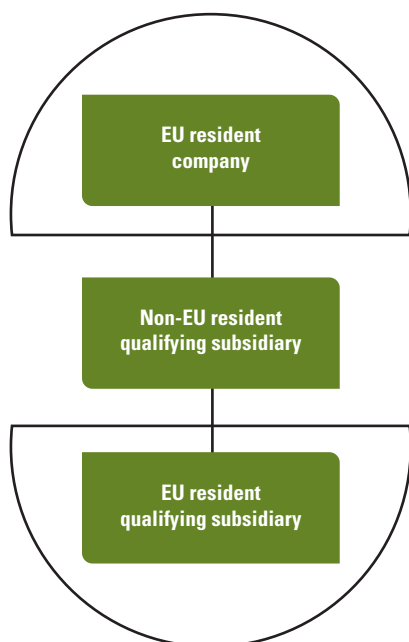 EU resident
company
Non-EU resident
qualifying subsidiary
EU resident
qualifying subsidiary